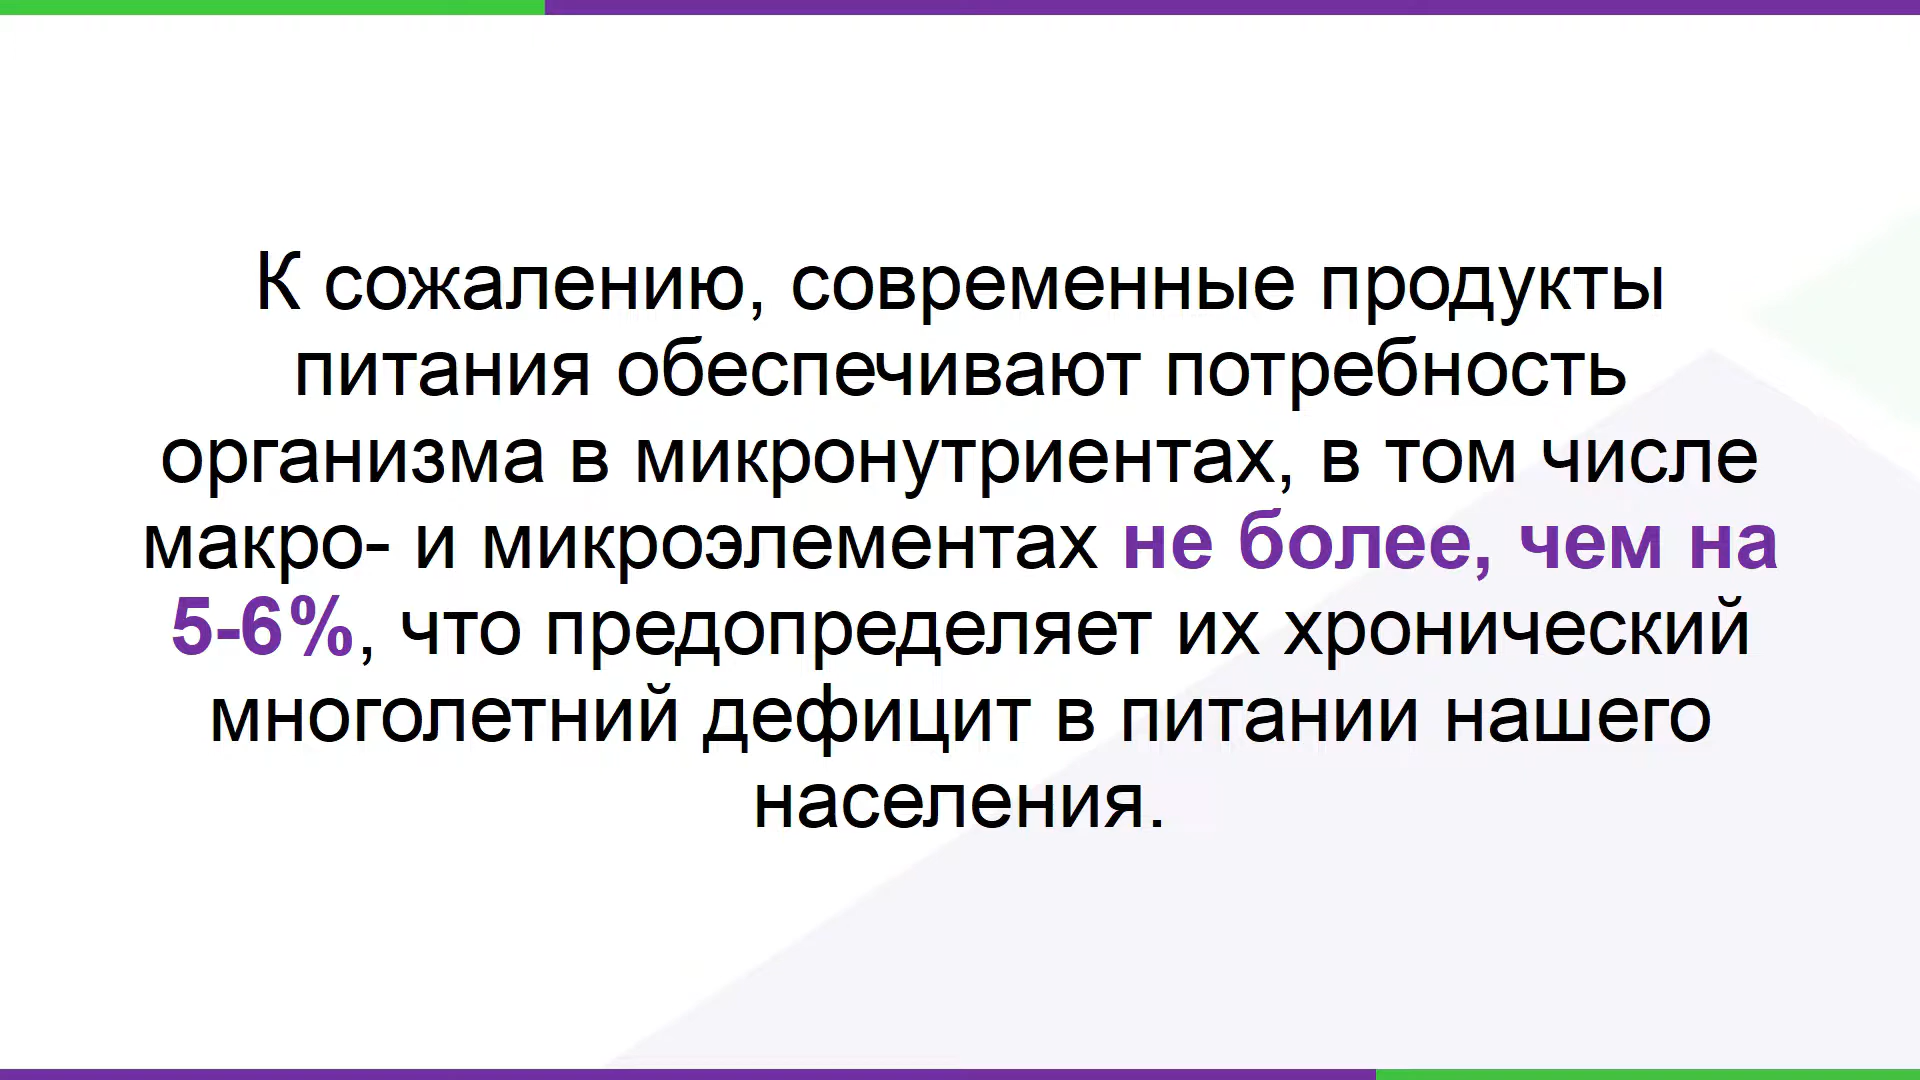 К сожалению, современные продукты
питания обеспечивают потребность
организма в микронутриентах, в том числе
макро- и микроэлементах не более, чем на
5-6%, что предопределяет их хронический
многолетний дефицит в питании нашего
населения.